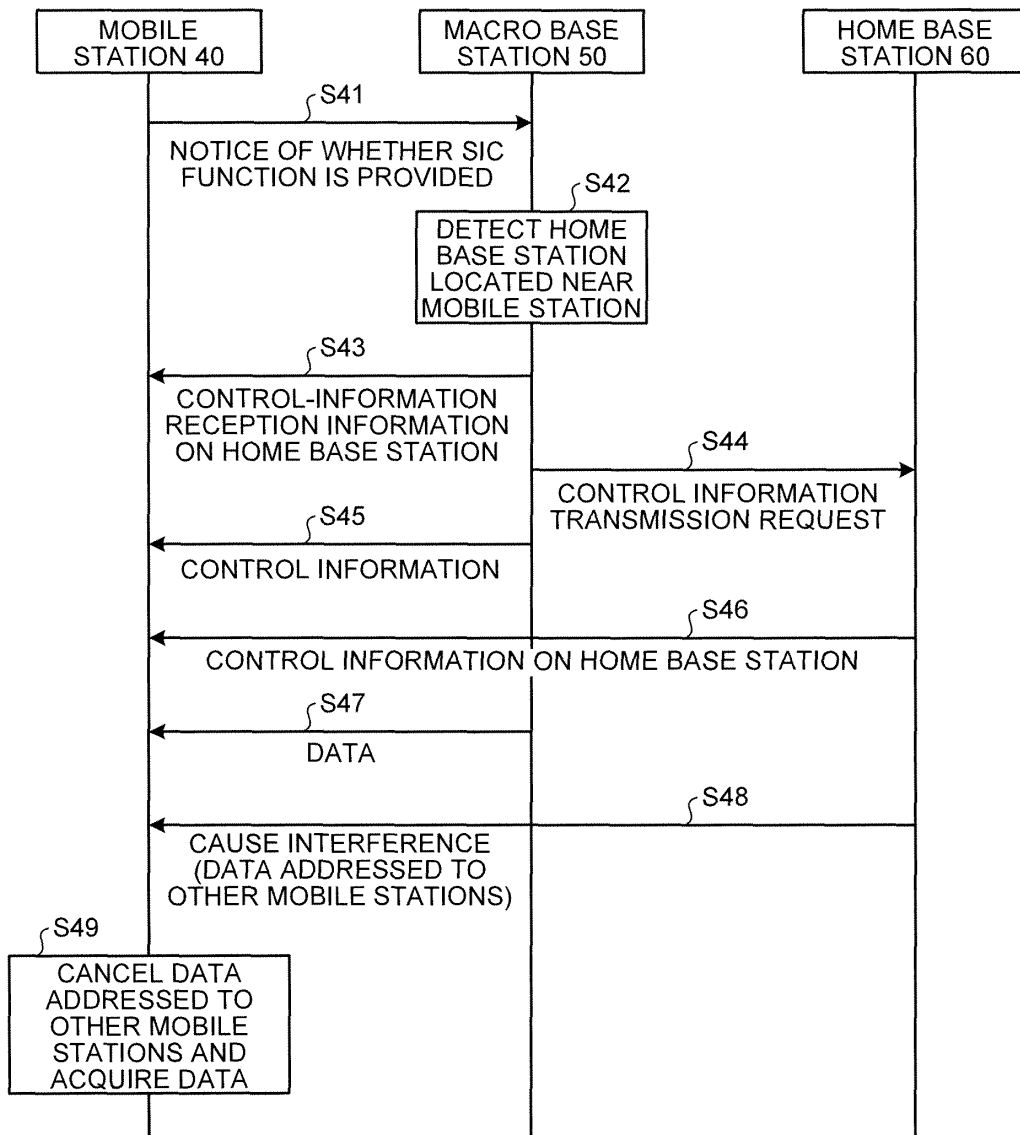 MOBILE
STATION 40
MACRO BASE
STATION 50
HOME BASE
STATION 60
S41
NOTICE OF WHETHER SIC
FUNCTION IS PROVIDED
S42
DETECT HOME
BASE STATION
LOCATED NEAR
MOBILE STATION
S43
CONTROL-INFORMATION
RECEPTION INFORMATION
ON HOME BASE STATION
S44
CONTROL INFORMATION
TRANSMISSION REQUEST
S45
CONTROL INFORMATION
S46
CONTROL INFORMATION ON HOME BASE STATION
S47
DATA
S48
CAUSE INTERFERENCE
(DATA ADDRESSED TO
OTHER MOBILE STATIONS)
S49
CANCEL DATA
ADDRESSED TO
OTHER MOBILE
STATIONS AND
ACQUIRE DATA